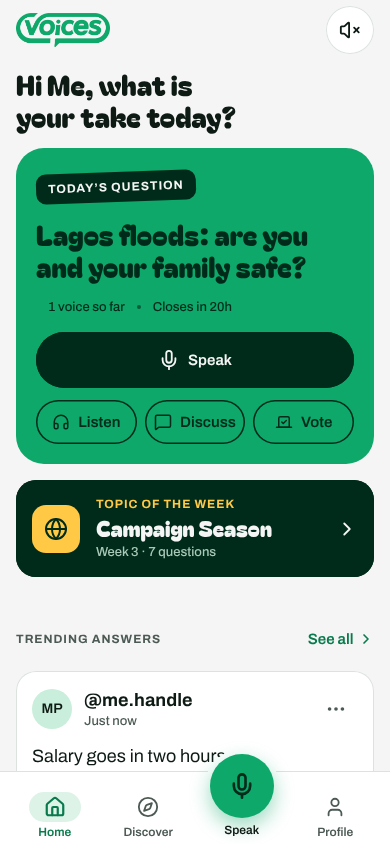 Voices
Hi Me, what is
your take today?
TODAY'S QUESTION
Lagos floods: are you
and your family safe?
1 voice so far • Closes in 20h
Speak
Listen
Discuss
Vote
TOPIC OF THE WEEK
Campaign Season
Week 3 · 7 questions
TRENDING ANSWERS
See all
MP
@me.handle
Just now
Salary goes in two hours
Home
Discover
Speak
Profile